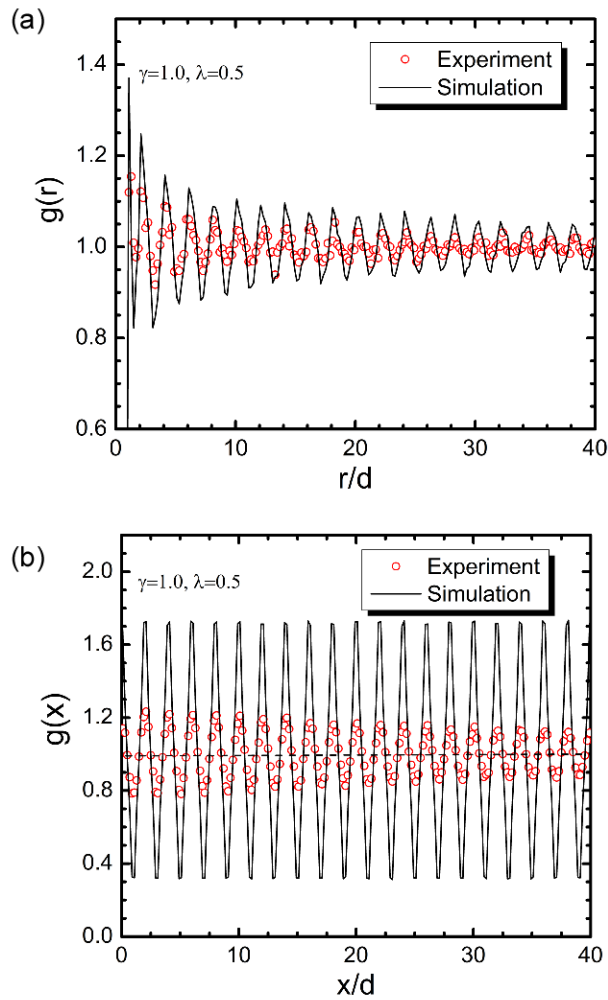 (a)
1.4
1.2
1.0
0.8
0.6
g(r)
γ=1.0, λ=0.5
Experiment
Simulation
0 10 20 30 40
r/d
(b)
2.0
1.6
1.2
0.8
0.4
0.0
g(x)
γ=1.0, λ=0.5
Experiment
Simulation
0 10 20 30 40
x/d